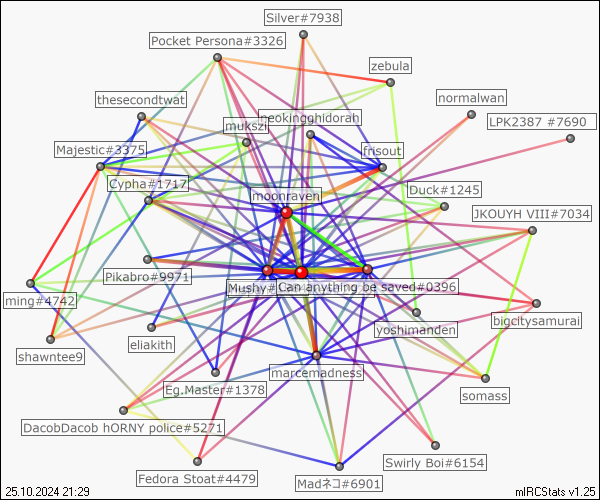 Silver#7938
Pocket Persona#3326
zebula
thesecondtwat
normalwan
neokingghidorah
LPK2387 #7690
mukszi
Majestic#3375
frisout
Cypha#1717
moonraven
Duck#1245
JKOUYH VIII#7034
Pikabro#9971
Mushy#
Can anything be saved#0396
ming#4742
bigcitysamurai
yoshimanden
eliakith
shawntee9
marcemadness
Eg.Master#1378
somass
DacobDacob hORNY police#5271
Swirly Boi#6154
Fedora Stoat#4479
Madネコ#6901
25.10.2024 21:29
mIRCStats v1.25